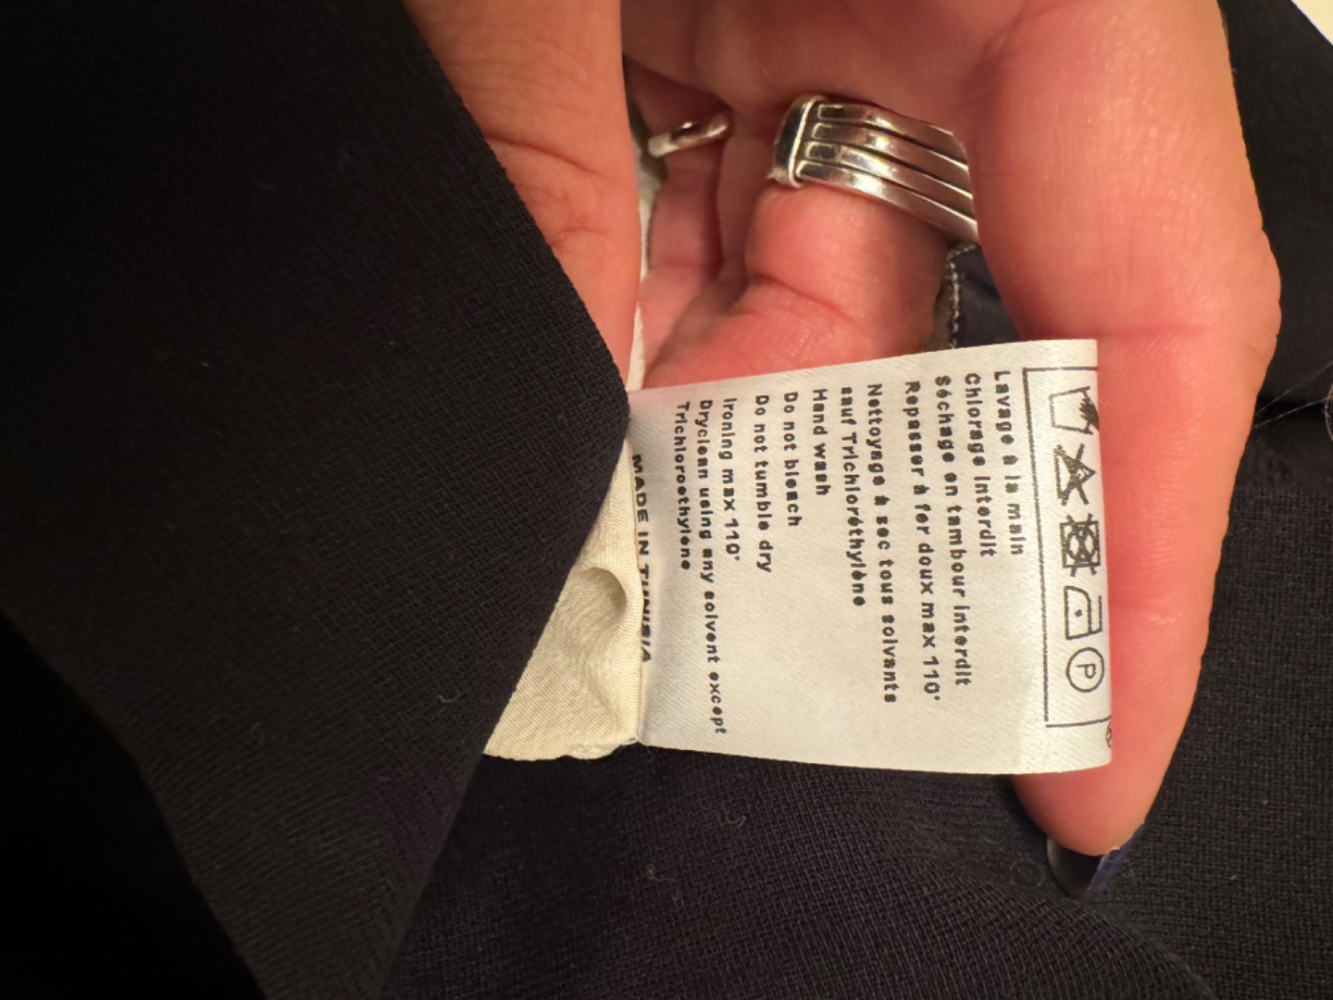 Lavage à la main
Chlorage interdit
Séchage en tambour interdit
Repasser à fer doux max 110°
Nettoyage à sec tous solvants
sauf Trichloréthylène
Hand wash
Do not bleach
Do not tumble dry
Ironing max 110°
Dryclean using any solvent except
Trichloroethylene
MADE IN TUNISIA
P